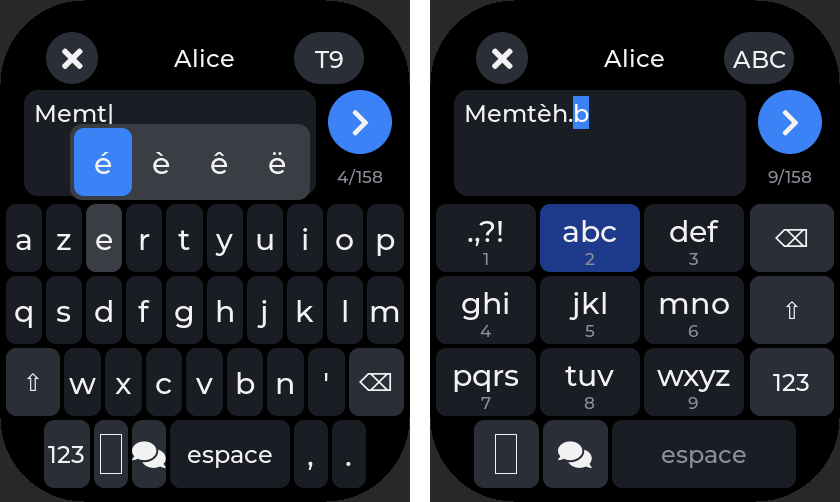 Alice
T9
Memt
é è ê ë
4/158
a z e r t y u i o p
q s d f g h j k l m
⇧ w x c v b n ' ⌫
123 espace , .
Alice
ABC
Memtèh.b
9/158
.,?! abc def ⌫
1 2 3
ghi jkl mno ⇧
4 5 6
pqrs tuv wxyz 123
7 8 9
espace